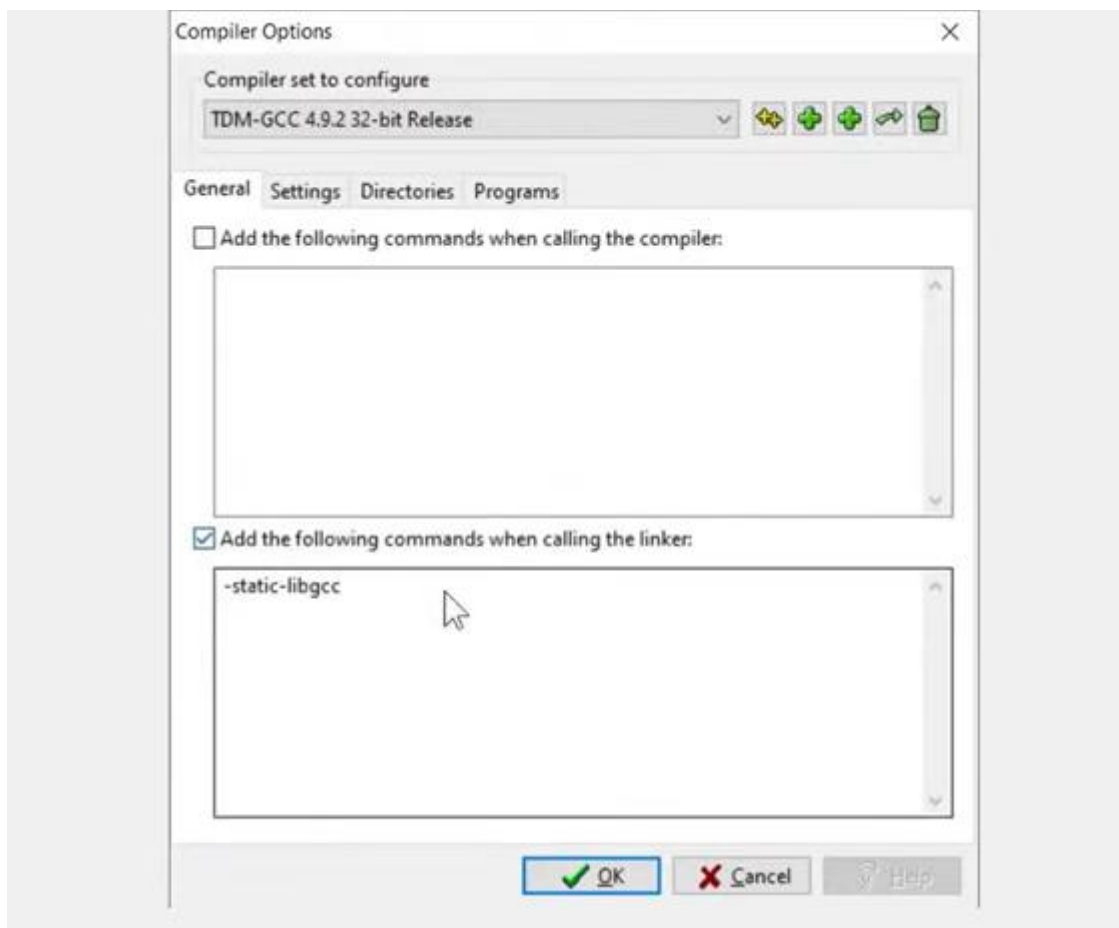 Compiler Options
Compiler set to configure
TDM-GCC 4.9.2 32-bit Release
General Settings Directories Programs
Add the following commands when calling the compiler:
Add the following commands when calling the linker:
-static-libgcc
OK Cancel Help